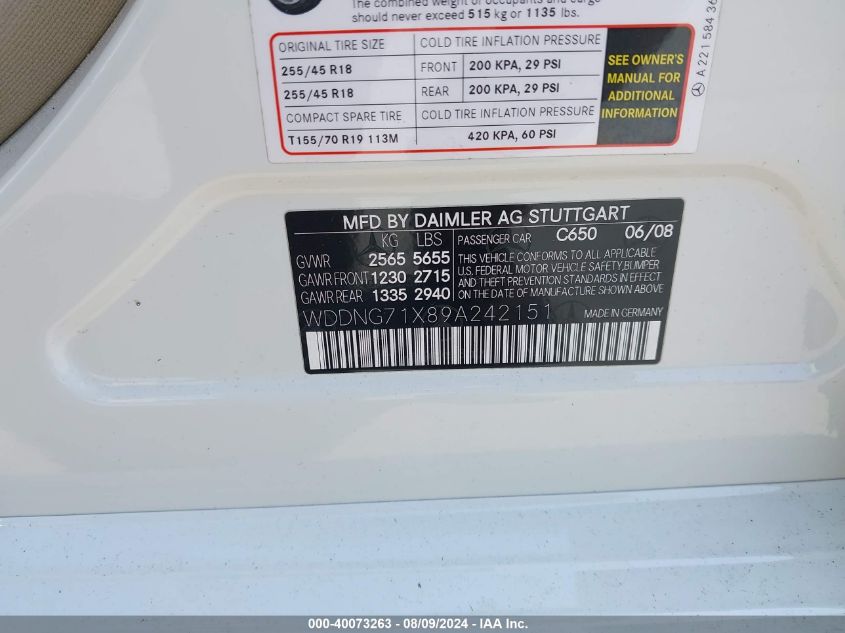 The combined weight of occupants and cargo
should never exceed 515 kg or 1135 lbs.
ORIGINAL TIRE SIZE COLD TIRE INFLATION PRESSURE
255/45 R18 FRONT 200 KPA, 29 PSI
255/45 R18 REAR 200 KPA, 29 PSI
COMPACT SPARE TIRE COLD TIRE INFLATION PRESSURE
T155/70 R19 113M 420 KPA, 60 PSI
SEE OWNER'S
MANUAL FOR
ADDITIONAL
INFORMATION
A 221 584 36
MFD BY DAIMLER AG STUTTGART
KG LBS PASSENGER CAR C650 06/08
GVWR 2565 5655
GAWR FRONT 1230 2715
GAWR REAR 1335 2940
THIS VEHICLE CONFORMS TO ALL APPLICABLE
U.S. FEDERAL MOTOR VEHICLE SAFETY, BUMPER
AND THEFT PREVENTION STANDARDS IN EFFECT
ON THE DATE OF MANUFACTURE SHOWN ABOVE
WDDNG71X89A242151 MADE IN GERMANY
000-40073263 - 08/09/2024 - IAA Inc.